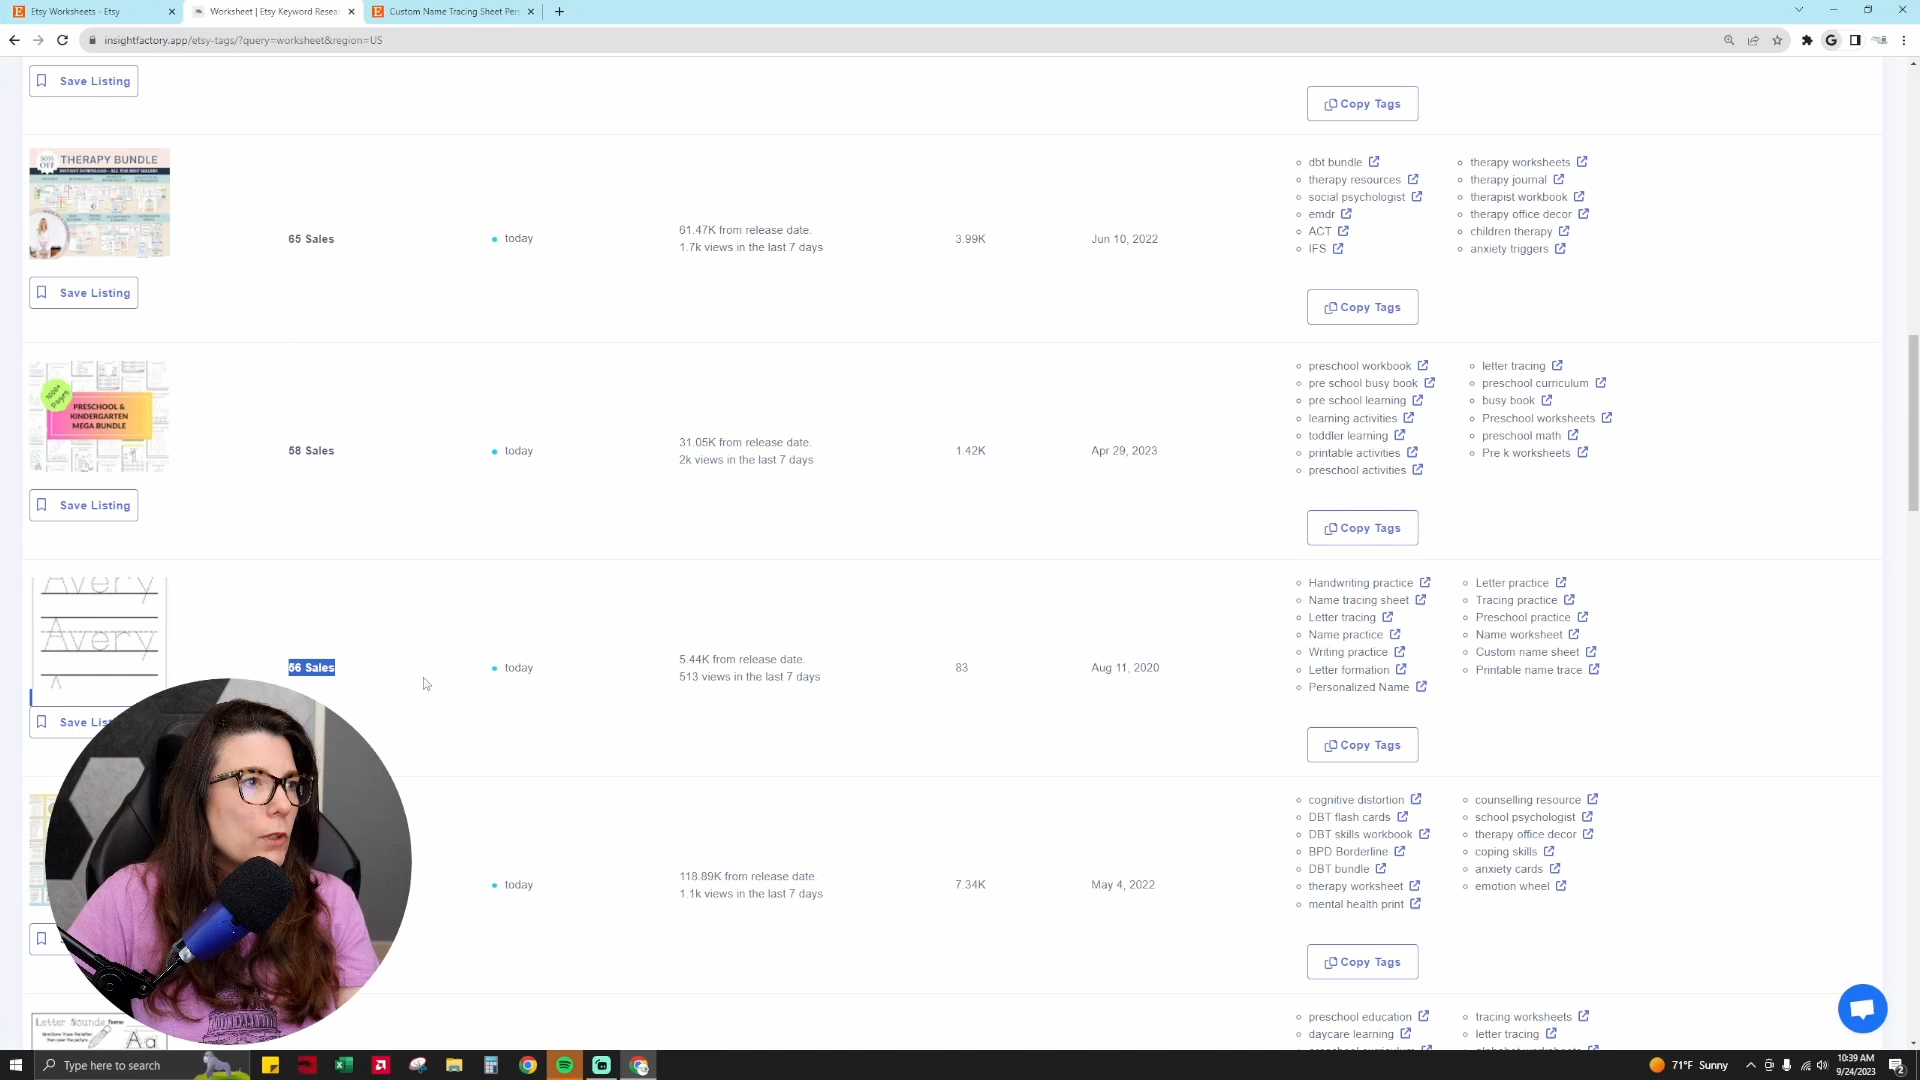 Etsy Worksheets - Etsy
Worksheet | Etsy Keyword Resear
Custom Name Tracing Sheet Pers
insightfactory.app/etsy-tags/?query=worksheet&region=US
Save Listing
Copy Tags
50% OFF
THERAPY BUNDLE
65 Sales
today
61.47K from release date.
1.7k views in the last 7 days
3.99K
Jun 10, 2022
dbt bundle
therapy resources
social psychologist
emdr
ACT
IFS
therapy worksheets
therapy journal
therapist workbook
therapy office decor
children therapy
anxiety triggers
Save Listing
Copy Tags
1000+ Pages
PRESCHOOL &
KINDERGARTEN
MEGA BUNDLE
58 Sales
today
31.05K from release date.
2k views in the last 7 days
1.42K
Apr 29, 2023
preschool workbook
pre school busy book
pre school learning
learning activities
toddler learning
printable activities
preschool activities
letter tracing
preschool curriculum
busy book
Preschool worksheets
preschool math
Pre k worksheets
Save Listing
Copy Tags
Avery
Avery
56 Sales
today
5.44K from release date.
513 views in the last 7 days
83
Aug 11, 2020
Handwriting practice
Name tracing sheet
Letter tracing
Name practice
Writing practice
Letter formation
Personalized Name
Letter practice
Tracing practice
Preschool practice
Name worksheet
Custom name sheet
Printable name trace
Save List
Copy Tags
today
118.89K from release date.
1.1k views in the last 7 days
7.34K
May 4, 2022
cognitive distortion
DBT flash cards
DBT skills workbook
BPD Borderline
DBT bundle
therapy worksheet
mental health print
counselling resource
school psychologist
therapy office decor
coping skills
anxiety cards
emotion wheel
Copy Tags
Letter Sounds Name
Aa
preschool education
daycare learning
tracing worksheets
letter tracing
Type here to search
71°F Sunny
10:39 AM
9/24/2023
2